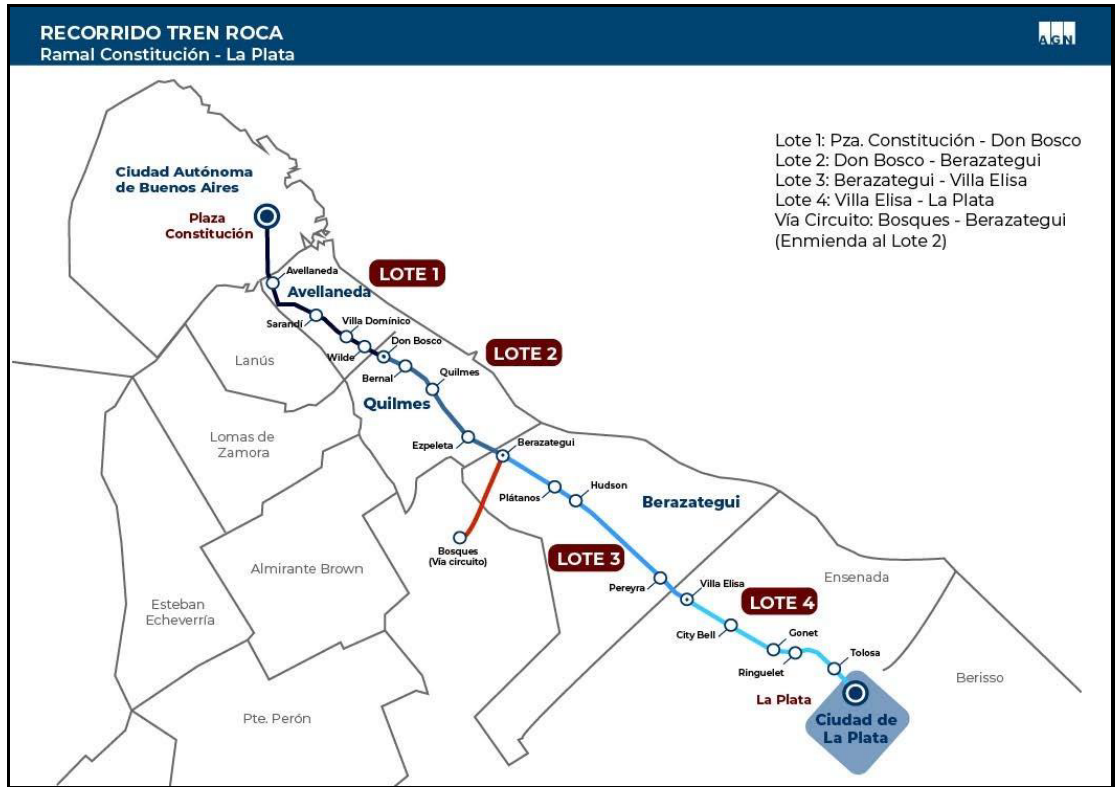 RECORRIDO TREN ROCA
Ramal Constitución - La Plata
AGN
Lote 1: Pza. Constitución - Don Bosco
Lote 2: Don Bosco - Berazategui
Lote 3: Berazategui - Villa Elisa
Lote 4: Villa Elisa - La Plata
Vía Circuito: Bosques - Berazategui
(Enmienda al Lote 2)
Ciudad Autónoma
de Buenos Aires
Plaza
Constitución
Avellaneda
LOTE 1
Avellaneda
Sarandí
Villa Domínico
Wilde
Don Bosco
LOTE 2
Lanús
Bernal
Quilmes
Quilmes
Lomas de
Zamora
Ezpeleta
Berazategui
Plátanos
Hudson
Berazategui
Bosques
(Vía circuito)
LOTE 3
Almirante Brown
Pereyra
Villa Elisa
Ensenada
Esteban
Echeverría
LOTE 4
City Bell
Gonet
Ringuelet
Tolosa
Berisso
La Plata
Pte. Perón
Ciudad de
La Plata